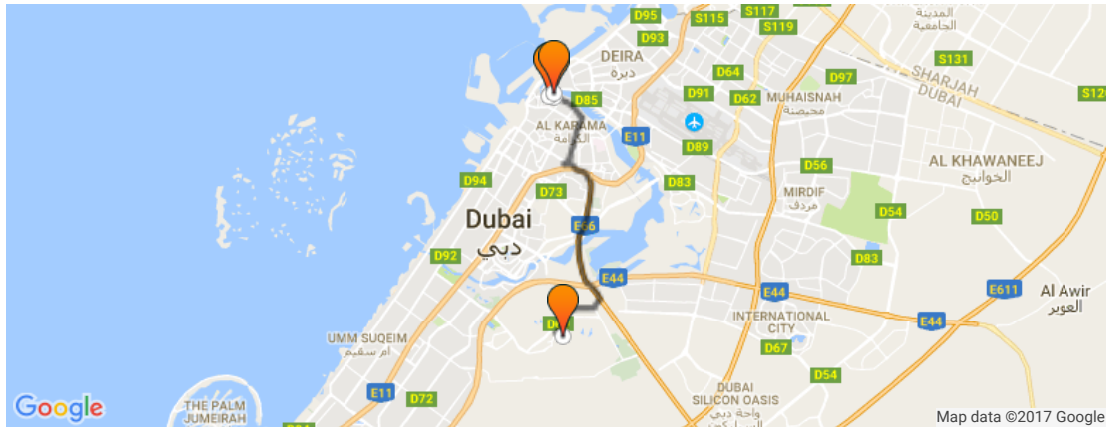 D95
S115
S117
المدينة
الجامعية
D93
S119
DEIRA
ديرة
S131
D64
D97
SHARJAH
DUBAI
D85
D91
D62
MUHAISNAH
محيصنة
AL KARAMA
الكرامة
E11
D89
D56
AL KHAWANEEJ
الخوانيج
D94
D73
D83
MIRDIF
مردف
D54
D50
Dubai
دبي
E66
D92
D83
E44
E44
E611
Al Awir
العوير
INTERNATIONAL
CITY
E44
UMM SUQEIM
أم سقيم
D67
D54
E11
D72
DUBAI
SILICON OASIS
واحة دبي
السيليكون
THE PALM
JUMEIRAH
Google
Map data ©2017 Google